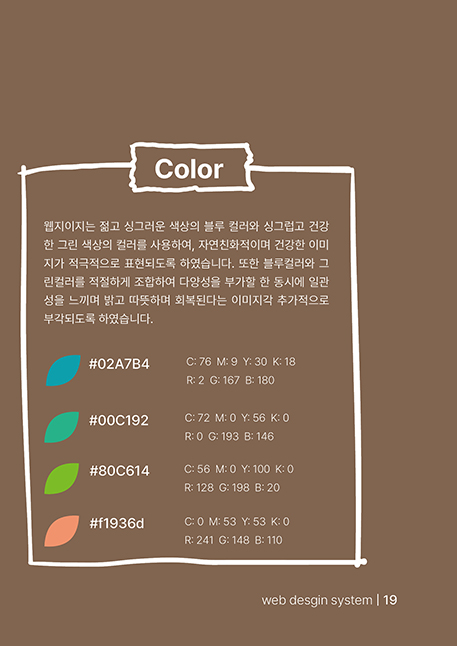 Color
웹지이지는 젊고 싱그러운 색상의 블루 컬러와 싱그럽고 건강
한 그린 색상의 컬러를 사용하여, 자연친화적이며 건강한 이미
지가 적극적으로 표현되도록 하였습니다. 또한 블루컬러와 그
린컬러를 적절하게 조합하여 다양성을 부가할 한 동시에 일관
성을 느끼며 밝고 따뜻하며 회복된다는 이미지각 추가적으로
부각되도록 하였습니다.
#02A7B4
C: 76 M: 9 Y: 30 K: 18
R: 2 G: 167 B: 180
#00C192
C: 72 M: 0 Y: 56 K: 0
R: 0 G: 193 B: 146
#80C614
C: 56 M: 0 Y: 100 K: 0
R: 128 G: 198 B: 20
#f1936d
C: 0 M: 53 Y: 53 K: 0
R: 241 G: 148 B: 110
web desgin system | 19